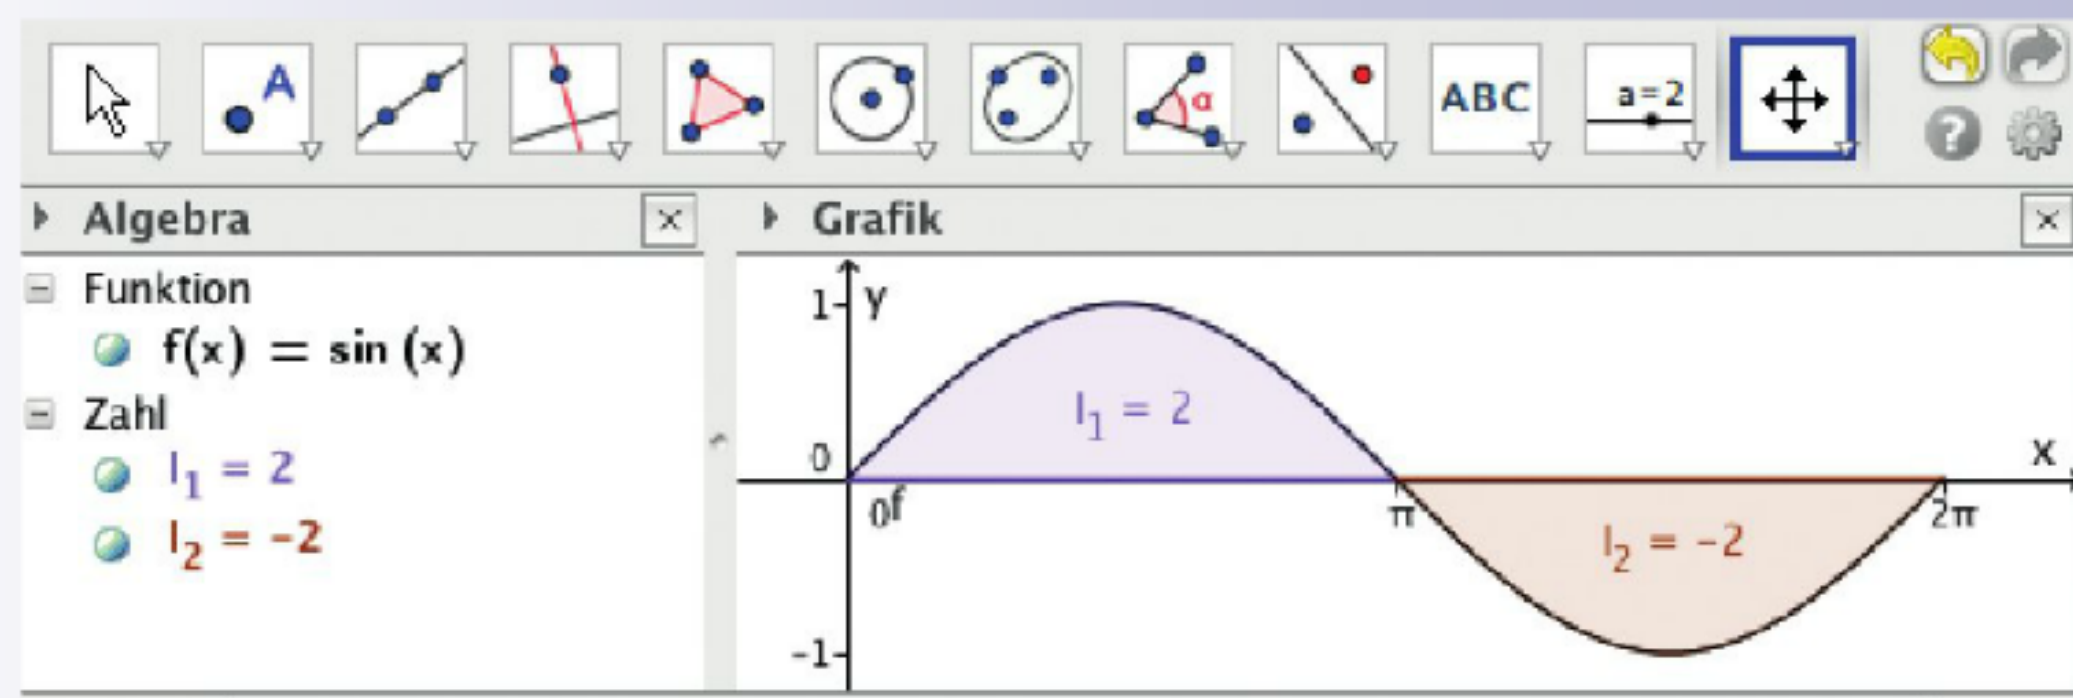 A
α
ABC
a=2
?
Algebra
Grafik
Funktion
f(x) = sin (x)
Zahl
I₁ = 2
I₂ = -2
1
y
I₁ = 2
0
x
0
f
π
2π
I₂ = -2
-1